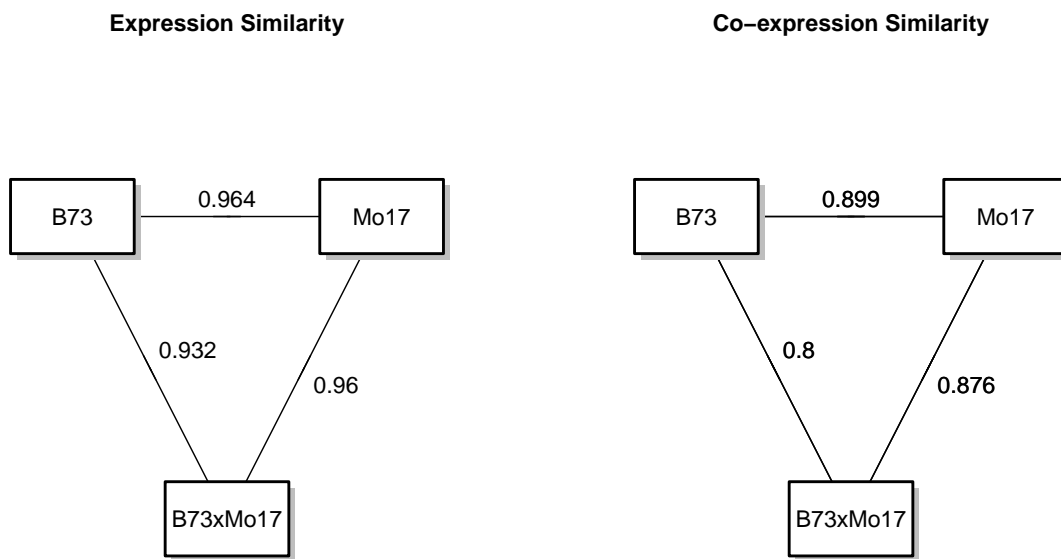 Expression Similarity
Co−expression Similarity
B73
0.964
Mo17
B73
0.899
Mo17
0.932
0.96
0.8
0.876
B73xMo17
B73xMo17